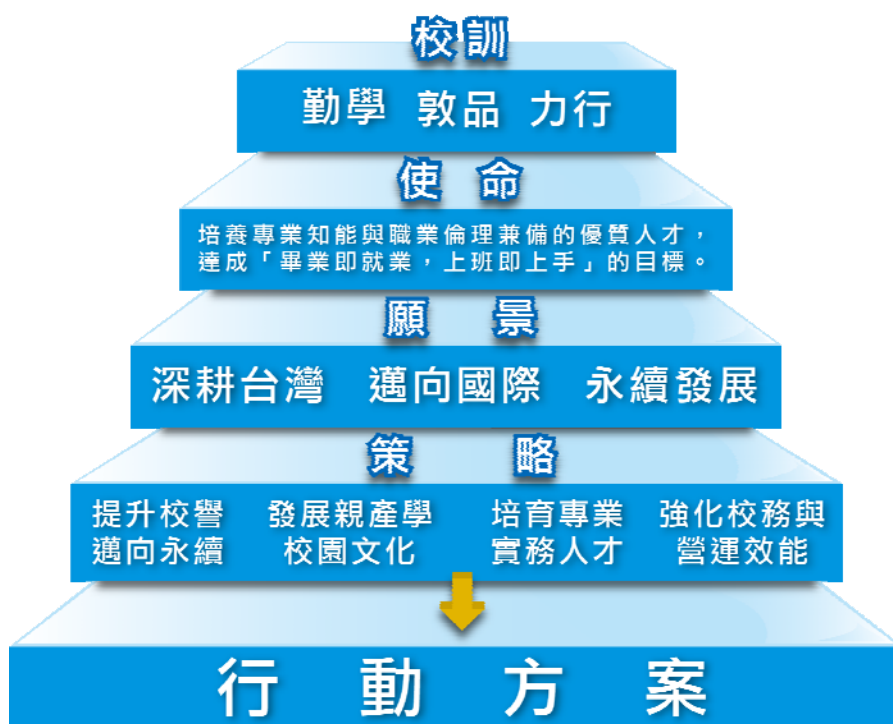 校訓
勤學 敦品 力行
使命
培養專業知能與職業倫理兼備的優質人才，
達成「畢業即就業，上班即上手」的目標。
願景
深耕台灣 邁向國際 永續發展
策略
提升校譽
邁向永續
發展親產學
校園文化
培育專業
實務人才
強化校務與
營運效能
行動方案